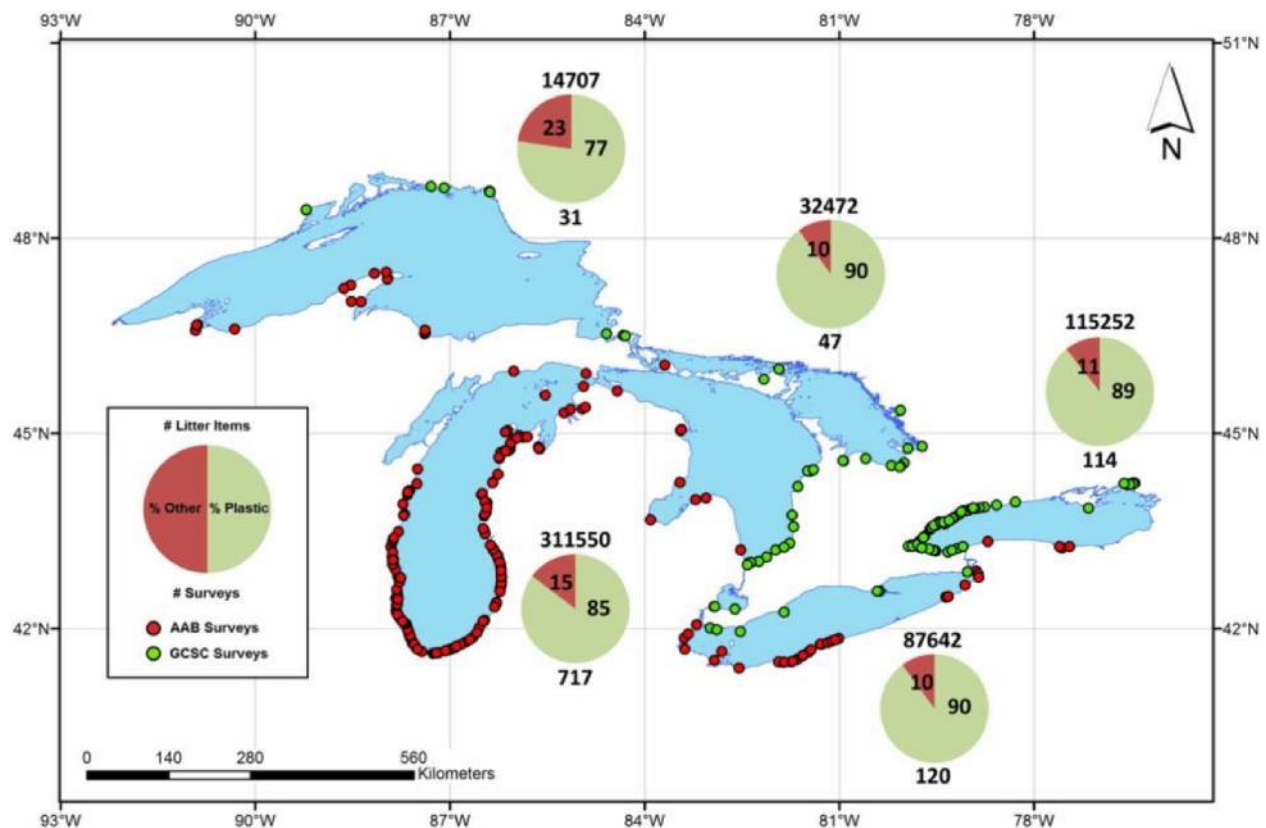 93°W 90°W 87°W 84°W 81°W 78°W
51°N
14707
23
77
31
N
48°N 48°N
32472
10
90
47
115252
11
89
114
# Litter Items
% Other % Plastic
# Surveys
AAB Surveys
GCSC Surveys
45°N 45°N
311550
15
85
717
42°N 42°N
87642
10
90
120
0 140 280 560
Kilometers
93°W 90°W 87°W 84°W 81°W 78°W